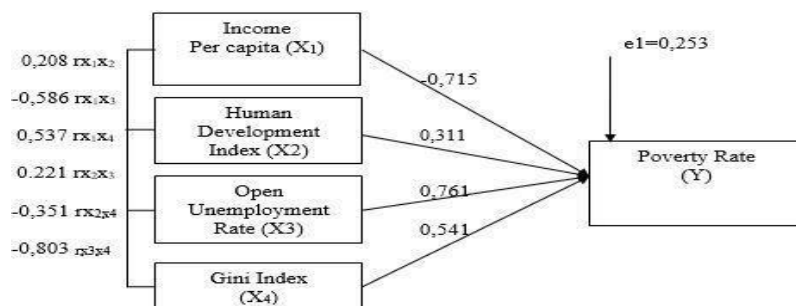 Income
Per capita (X₁)
e1=0,253
0,208 rx₁x₂
-0,715
-0,586 rx₁x₃
Human
Development
Index (X2)
0,311
0,537 rx₁x₄
Poverty Rate
(Y)
0.221 rx₂x₃
Open
Unemployment
Rate (X3)
0,761
-0,351 rx2x4
0,541
-0,803 rx3x4
Gini Index
(X₄)